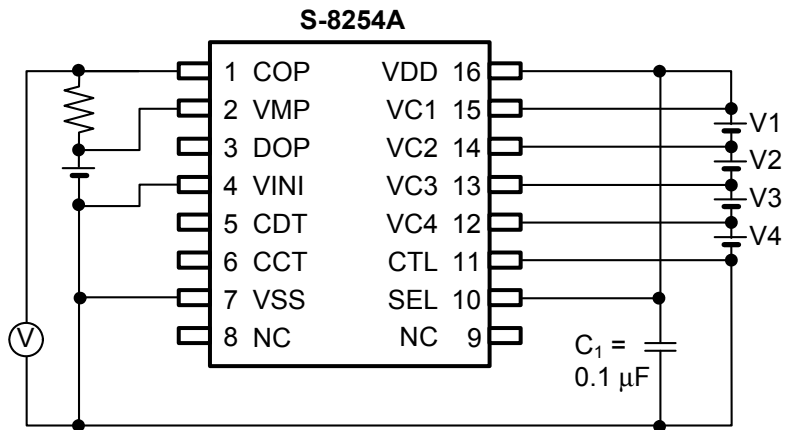 S-8254A
1 COP VDD 16
2 VMP VC1 15
3 DOP VC2 14
4 VINI VC3 13
5 CDT VC4 12
6 CCT CTL 11
7 VSS SEL 10
8 NC NC 9
V1
V2
V3
V4
V
C₁ =
0.1 μF